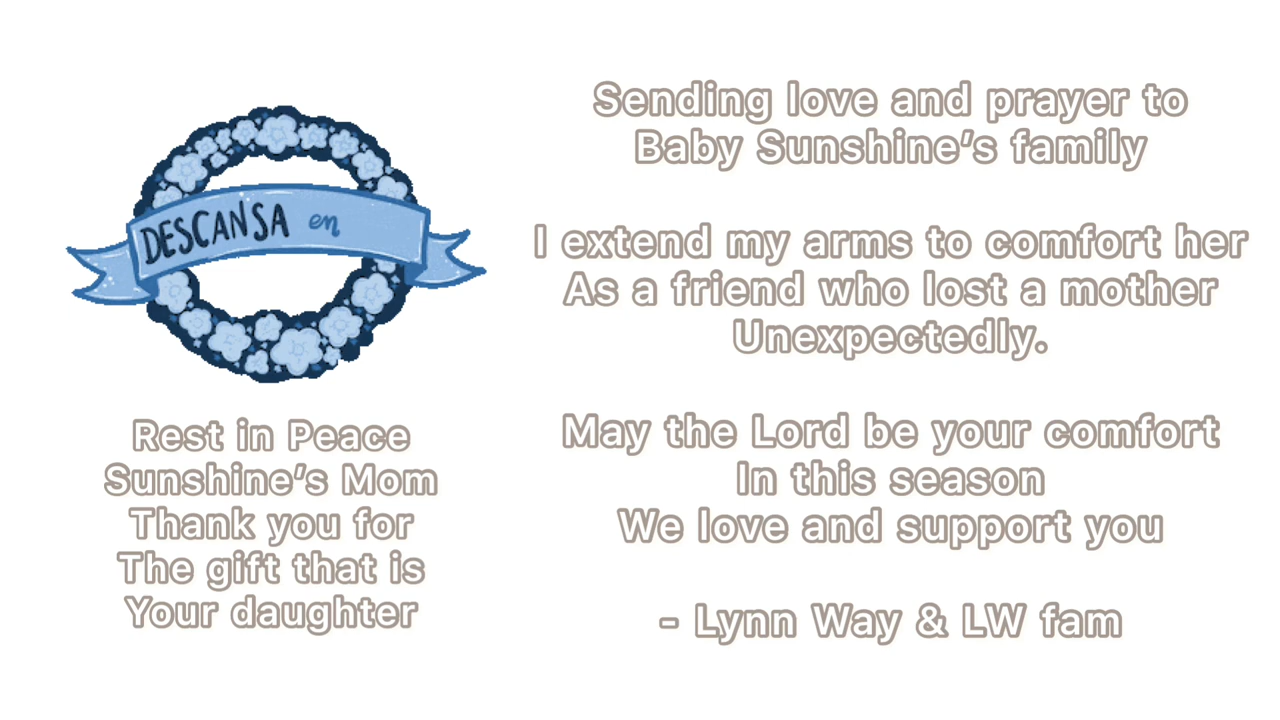 DESCANSA en
Rest in Peace
Sunshine's Mom
Thank you for
The gift that is
Your daughter
Sending love and prayer to
Baby Sunshine's family
I extend my arms to comfort her
As a friend who lost a mother
Unexpectedly.
May the Lord be your comfort
In this season
We love and support you
- Lynn Way & LW fam